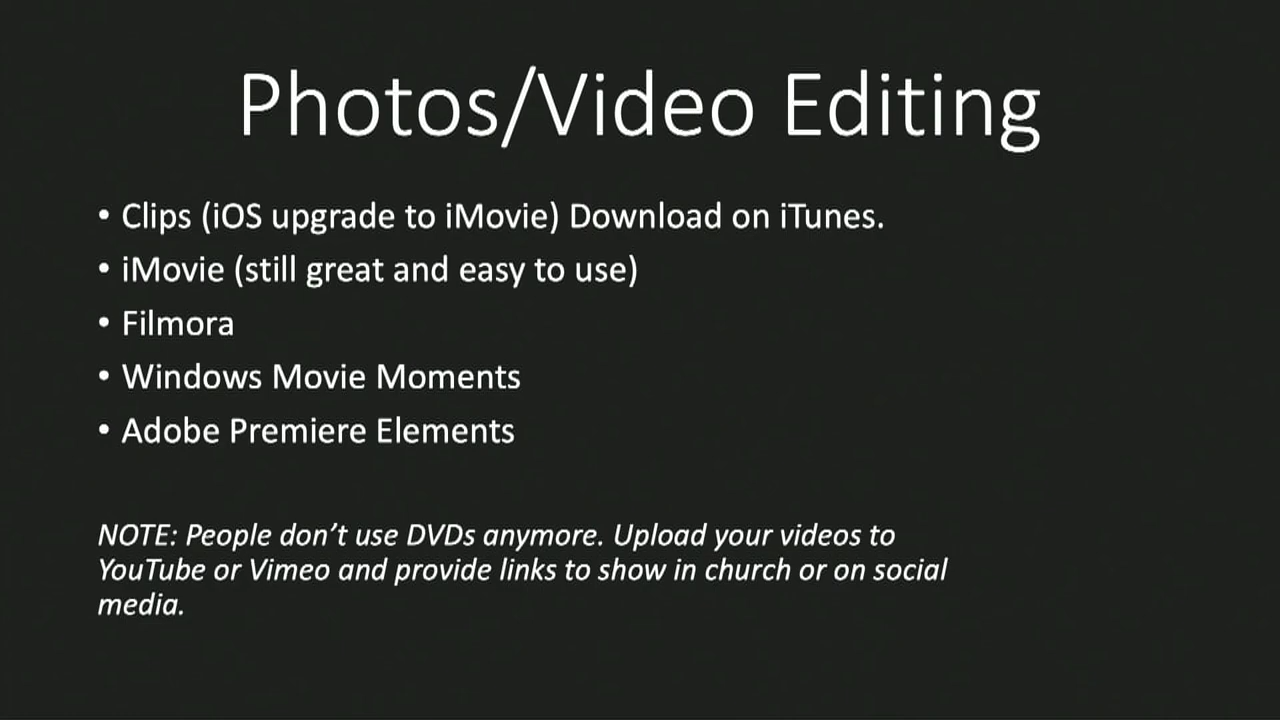 Photos/Video Editing
• Clips (iOS upgrade to iMovie) Download on iTunes.
• iMovie (still great and easy to use)
• Filmora
• Windows Movie Moments
• Adobe Premiere Elements
NOTE: People don’t use DVDs anymore. Upload your videos to
YouTube or Vimeo and provide links to show in church or on social
media.